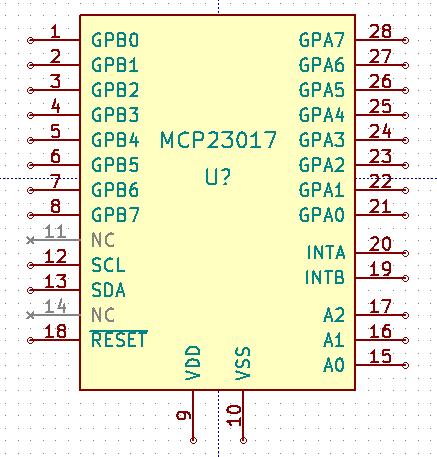 1 GPB0 GPA7 28
2 GPB1 GPA6 27
3 GPB2 GPA5 26
4 GPB3 GPA4 25
5 GPB4 MCP23017 GPA3 24
6 GPB5 U? GPA2 23
7 GPB6 GPA1 22
8 GPB7 GPA0 21
11 NC INTA 20
12 SCL INTB 19
13 SDA
14 NC A2 17
18 RESET A1 16
A0 15
VDD VSS
9 10